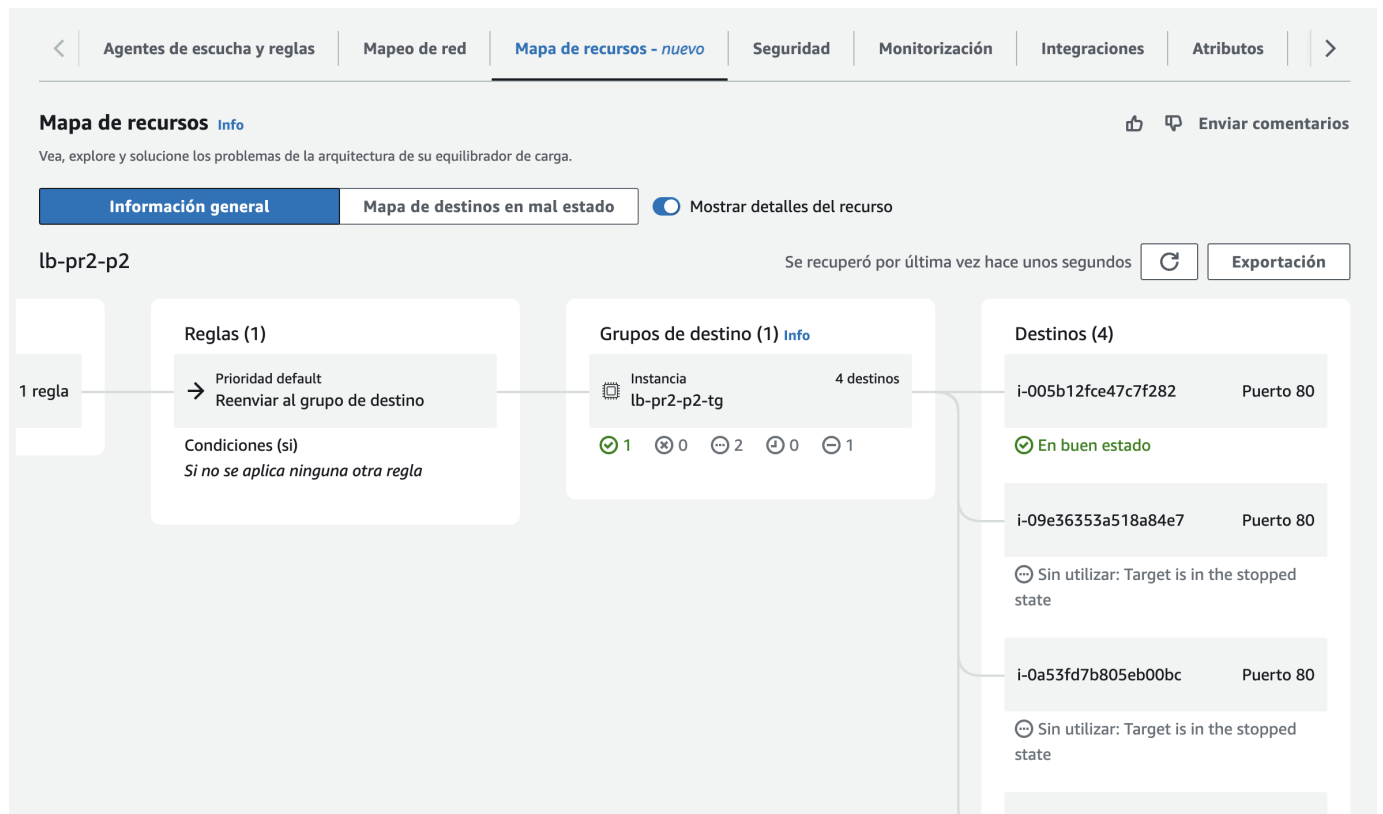 Agentes de escucha y reglas
Mapeo de red
Mapa de recursos - nuevo
Seguridad
Monitorización
Integraciones
Atributos
Mapa de recursos Info
Enviar comentarios
Vea, explore y solucione los problemas de la arquitectura de su equilibrador de carga.
Información general
Mapa de destinos en mal estado
Mostrar detalles del recurso
lb-pr2-p2
Se recuperó por última vez hace unos segundos
Exportación
1 regla
Reglas (1)
Prioridad default
Reenviar al grupo de destino
Condiciones (si)
Si no se aplica ninguna otra regla
Grupos de destino (1) Info
Instancia
4 destinos
lb-pr2-p2-tg
1 0 2 0 1
Destinos (4)
i-005b12fce47c7f282 Puerto 80
En buen estado
i-09e36353a518a84e7 Puerto 80
Sin utilizar: Target is in the stopped
state
i-0a53fd7b805eb00bc Puerto 80
Sin utilizar: Target is in the stopped
state